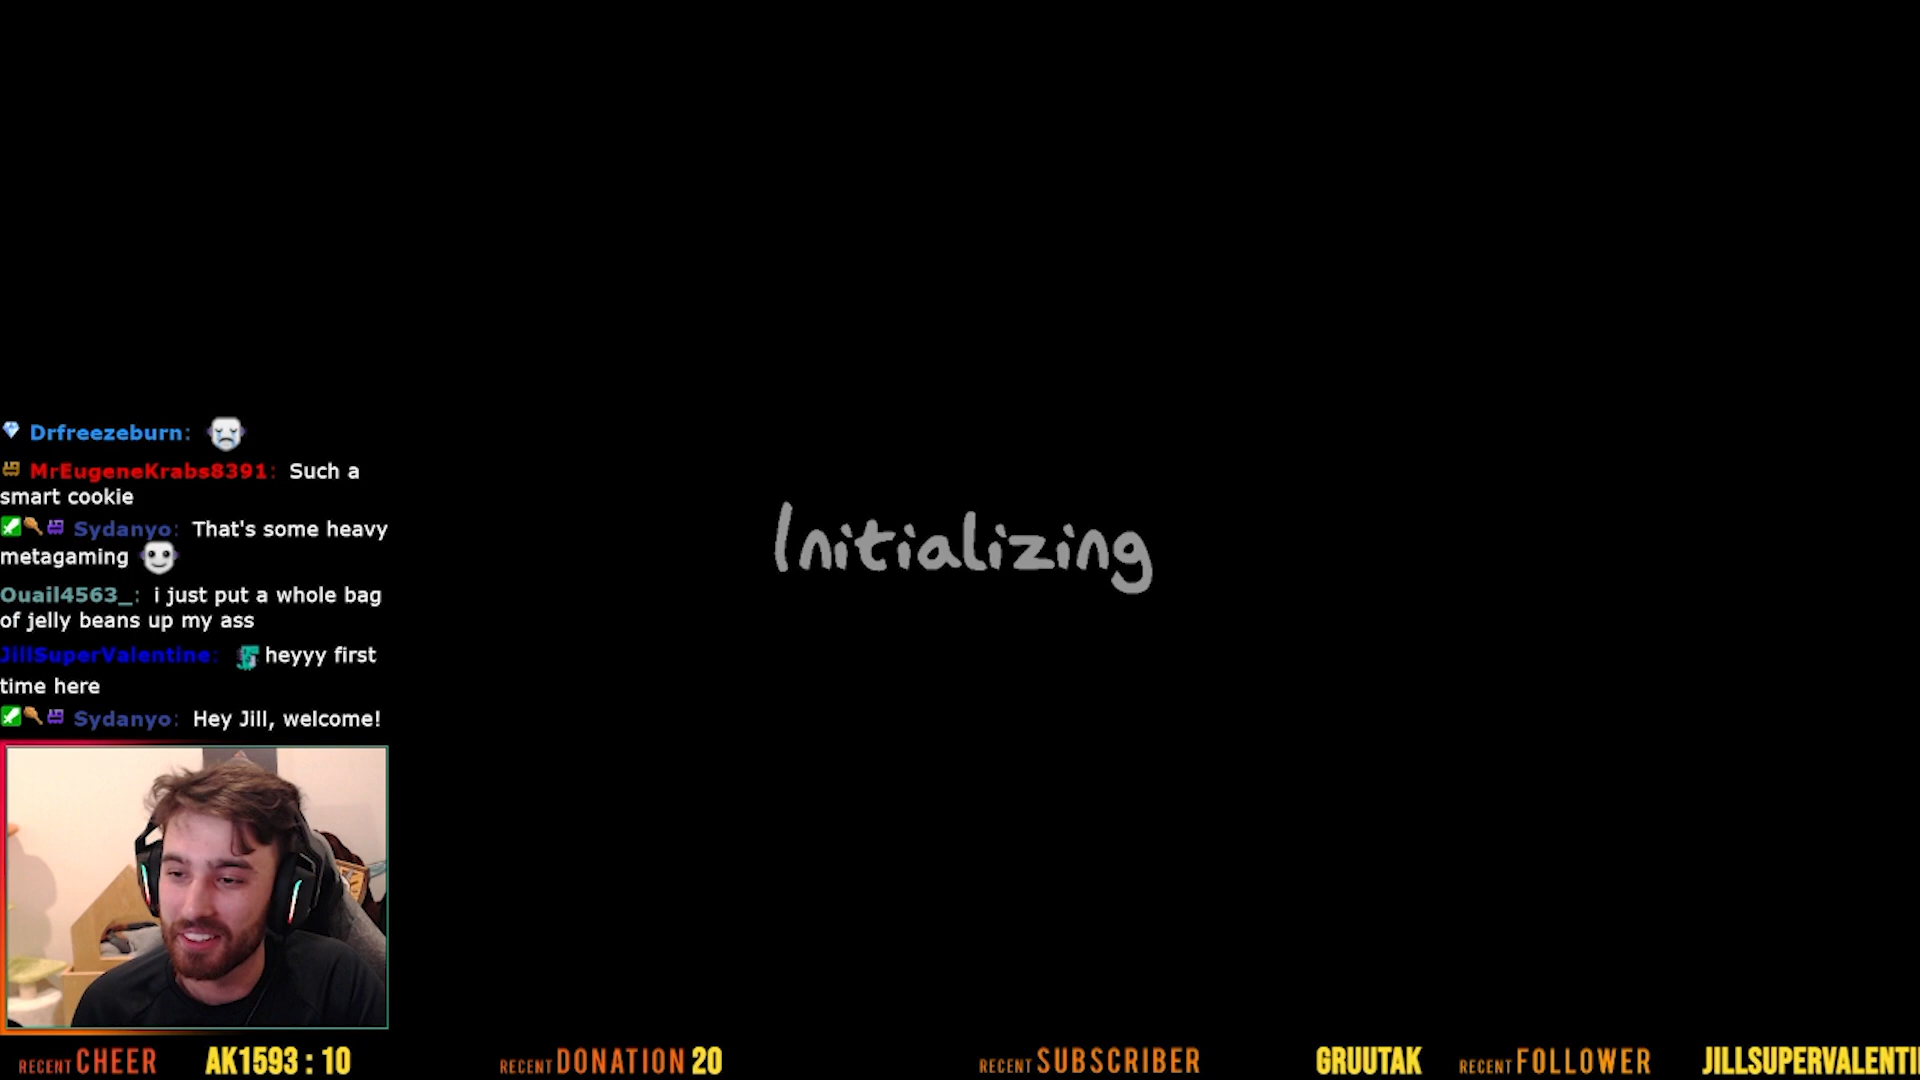 Drfreezeburn:
MrEugeneKrabs8391: Such a
smart cookie
Sydanyo: That's some heavy
metagaming
Ouail4563_: i just put a whole bag
of jelly beans up my ass
JillSuperValentine: heyyy first
time here
Sydanyo: Hey Jill, welcome!
Initializing
RECENT CHEER AK1593 : 10 RECENT DONATION 20 RECENT SUBSCRIBER GRUUTAK RECENT FOLLOWER JILLSUPERVALENTI